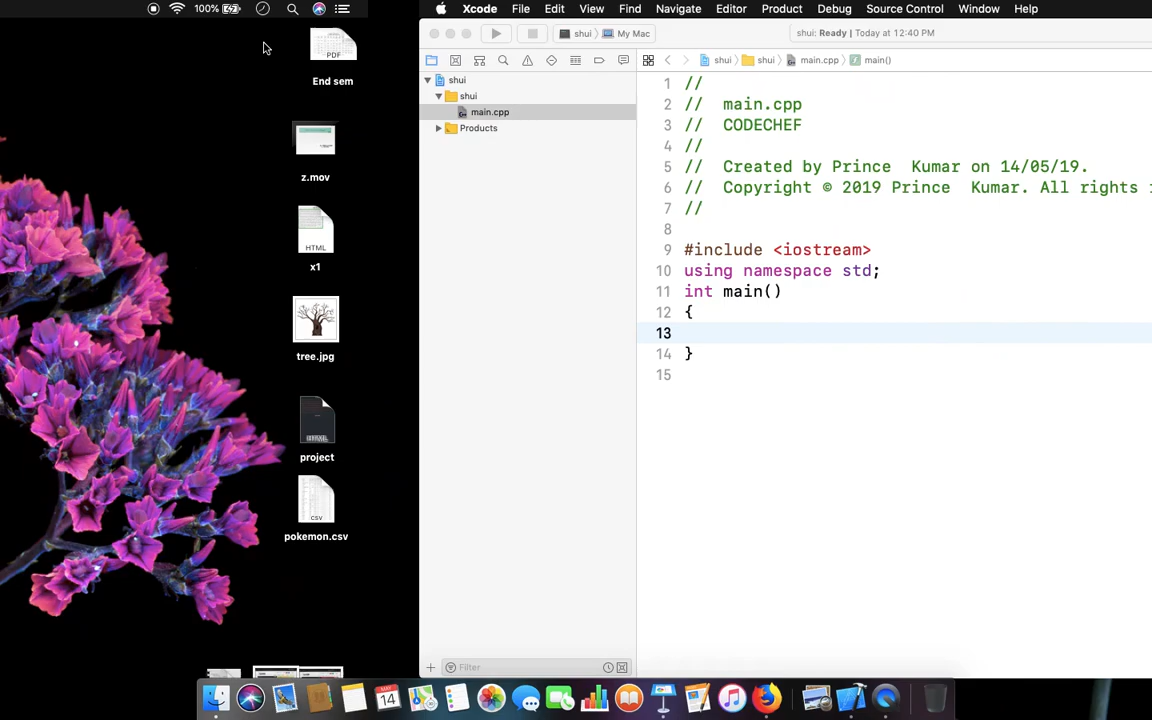 100%
Xcode File Edit View Find Navigate Editor Product Debug Source Control Window Help
PDF
End sem
z.mov
HTML
x1
tree.jpg
project
CSV
pokemon.csv
shui My Mac
shui: Ready | Today at 12:40 PM
shui shui main.cpp main()
shui
shui
main.cpp
Products
1 //
2 // main.cpp
3 // CODECHEF
4 //
5 // Created by Prince Kumar on 14/05/19.
6 // Copyright © 2019 Prince Kumar. All rights
7 //
8
9 #include <iostream>
10 using namespace std;
11 int main()
12 {
13
14 }
15
Filter
MAY
14